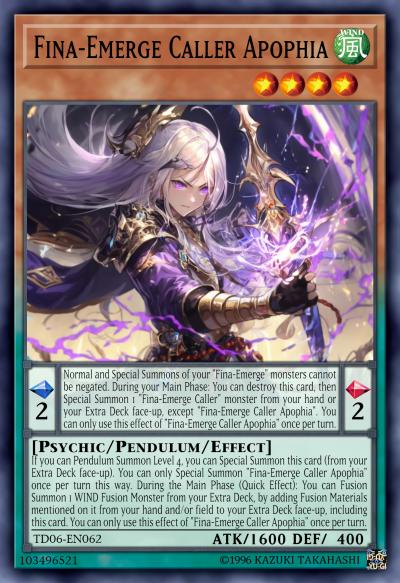 Fina-Emerge Caller Apophia
WIND
風
Normal and Special Summons of your "Fina-Emerge" monsters cannot
be negated. During your Main Phase: You can destroy this card, then
Special Summon 1 "Fina-Emerge Caller" monster from your hand or
your Extra Deck face-up, except "Fina-Emerge Caller Apophia". You
can only use this effect of "Fina-Emerge Caller Apophia" once per turn.
2
2
[Psychic/Pendulum/Effect]
If you can Pendulum Summon Level 4, you can Special Summon this card (from your
Extra Deck face-up). You can only Special Summon "Fina-Emerge Caller Apophia"
once per turn this way. During the Main Phase (Quick Effect): You can Fusion
Summon 1 WIND Fusion Monster from your Extra Deck, by adding Fusion Materials
mentioned on it from your hand and/or field to your Extra Deck face-up, including
this card. You can only use this effect of "Fina-Emerge Caller Apophia" once per turn.
TD06-EN062
ATK/1600 DEF/ 400
103496521
©1996 KAZUKI TAKAHASHI